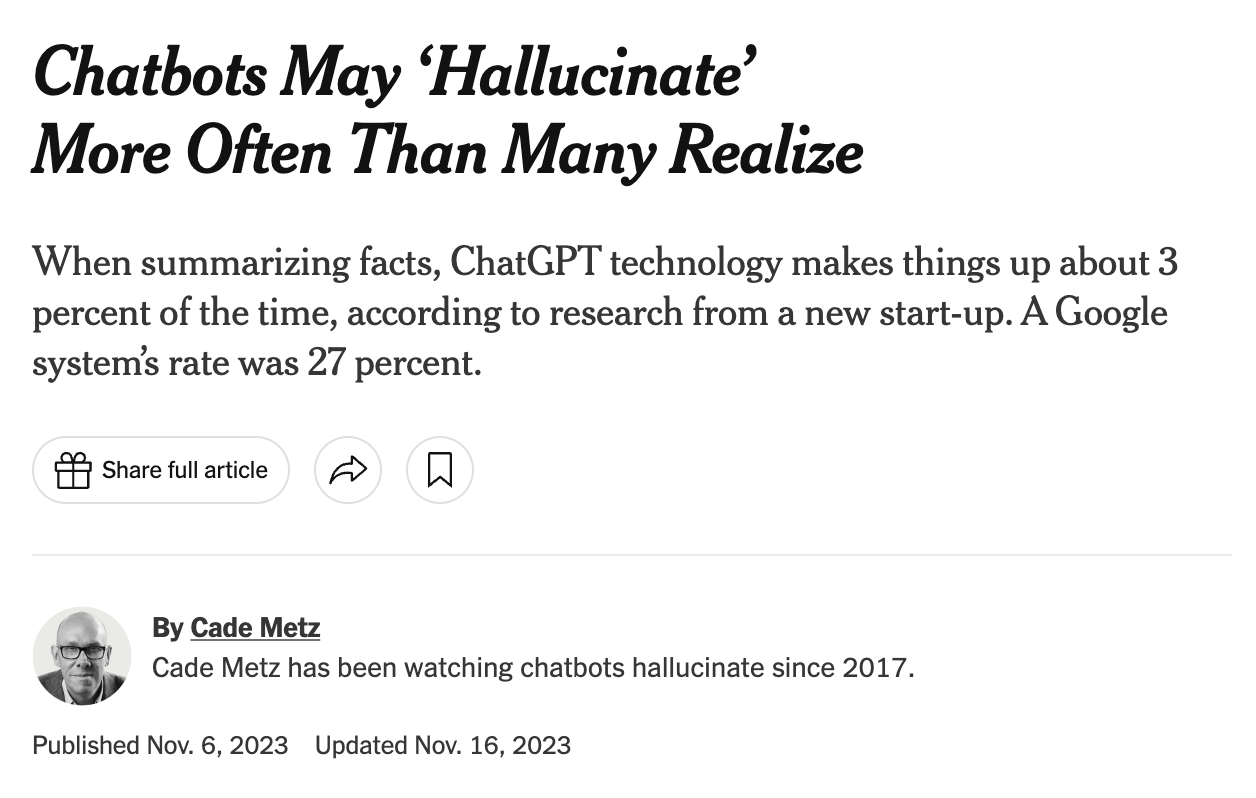 Chatbots May ‘Hallucinate’
More Often Than Many Realize
When summarizing facts, ChatGPT technology makes things up about 3
percent of the time, according to research from a new start-up. A Google
system’s rate was 27 percent.
Share full article
By Cade Metz
Cade Metz has been watching chatbots hallucinate since 2017.
Published Nov. 6, 2023 Updated Nov. 16, 2023